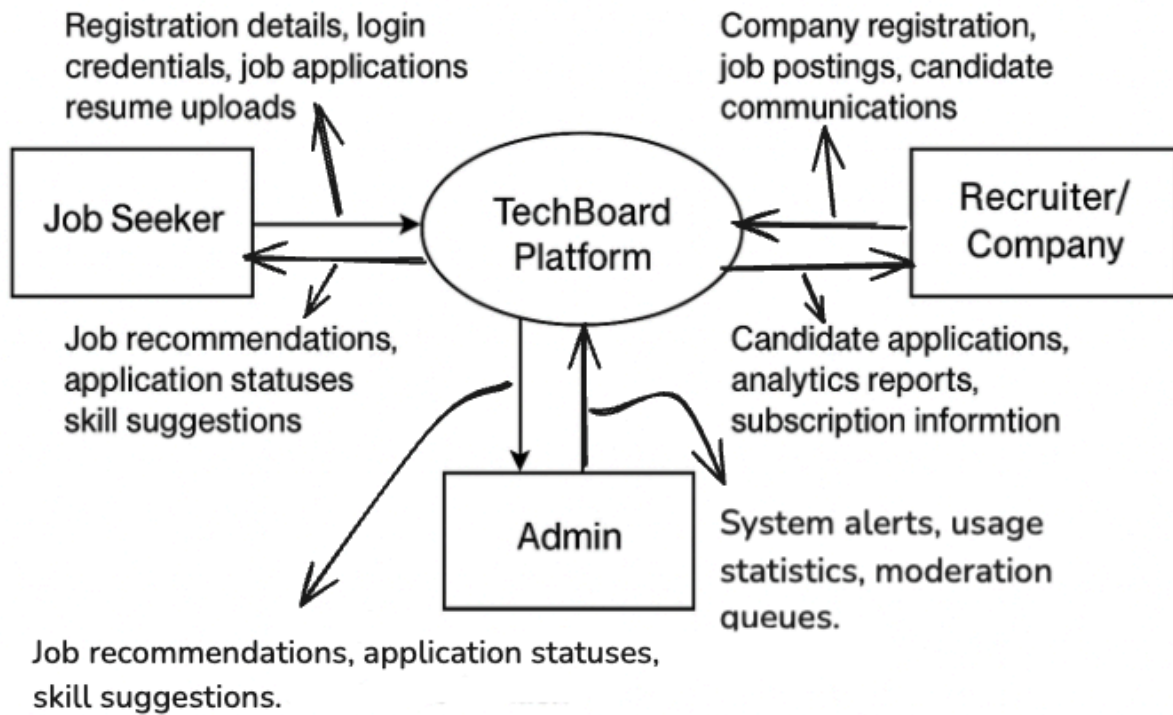 Registration details, login
credentials, job applications
resume uploads
Company registration,
job postings, candidate
communications
Job Seeker
TechBoard
Platform
Recruiter/
Company
Job recommendations,
application statuses
skill suggestions
Candidate applications,
analytics reports,
subscription informtion
Admin
System alerts, usage
statistics, moderation
queues.
Job recommendations, application statuses,
skill suggestions.